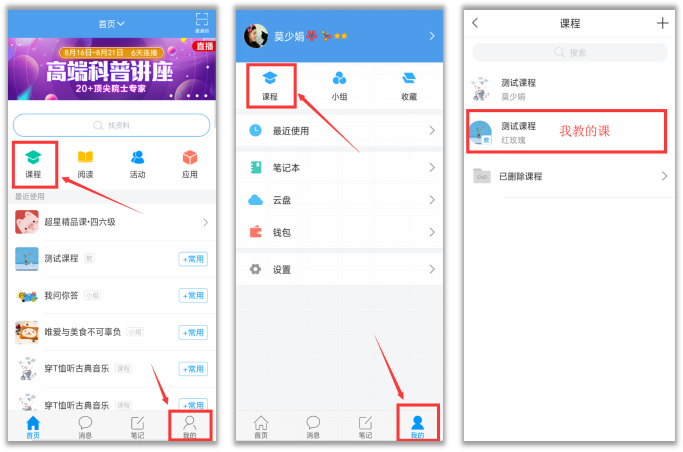 首页
邀请码
8月16日-8月21日 6天连播
直播
高端科普讲座
20+顶尖院士专家
找资料
课程
阅读
活动
应用
最近使用
超星精品课·四六级
测试课程 教
+常用
我问你答 小组
+常用
唯爱与美食不可辜负 小组
+常用
穿T恤听古典音乐 课程
+常用
穿T恤听古典音乐 课程
+常用
首页
消息
笔记
我的
莫少娟
课程
小组
收藏
最近使用
笔记本
云盘
钱包
设置
首页
消息
笔记
我的
课程
搜索
测试课程
莫少娟
测试课程
红玫瑰
教
我教的课
已删除课程